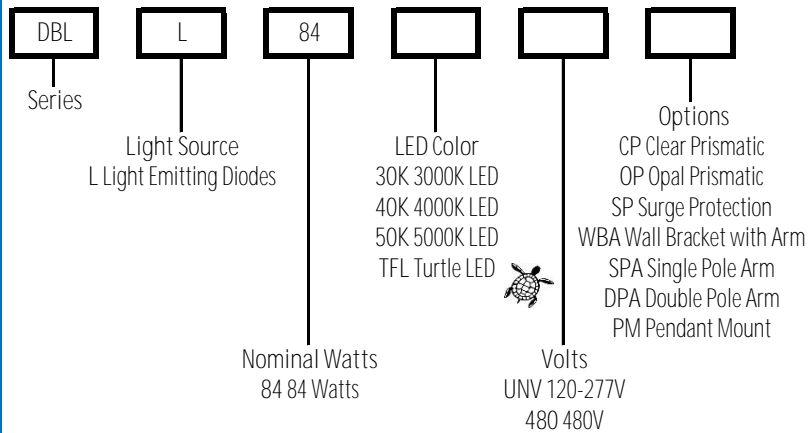 DBL
L
84
Series
Light Source
L Light Emitting Diodes
Nominal Watts
84 84 Watts
LED Color
30K 3000K LED
40K 4000K LED
50K 5000K LED
TFL Turtle LED
Volts
UNV 120-277V
480 480V
Options
CP Clear Prismatic
OP Opal Prismatic
SP Surge Protection
WBA Wall Bracket with Arm
SPA Single Pole Arm
DPA Double Pole Arm
PM Pendant Mount